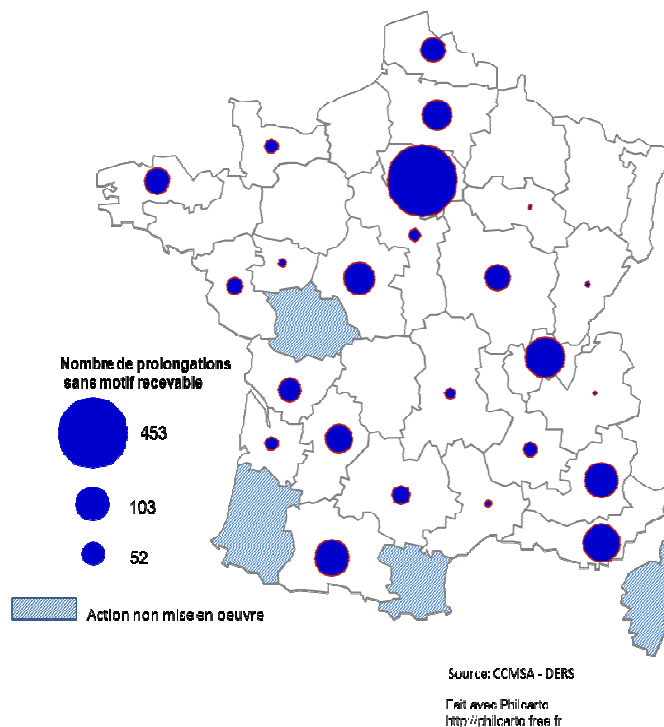 Nombre de prolongations
sans motif recevable
453
103
52
Action non mise en oeuvre
Source: CCMSA - DERS
Fait avec Philcarto
http://philcarto.free.fr